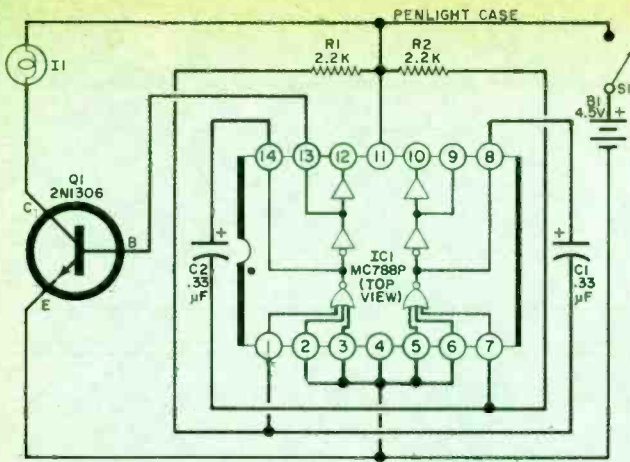 PENLIGHT CASE
I1
R1
2.2K
R2
2.2K
S1
B1
4.5V
+
14
13
12
11
10
9
8
Q1
2N1306
C
B
E
+
C2
.33
µF
IC1
MC788P
(TOP
VIEW)
+
C1
.33
µF
1
2
3
4
5
6
7